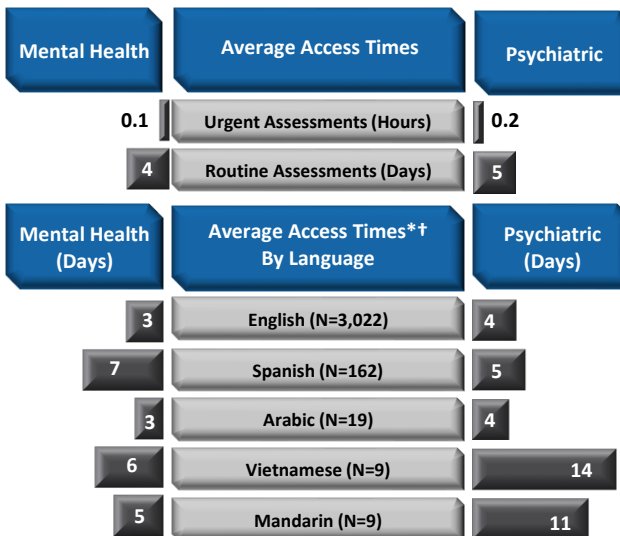 Mental Health
Average Access Times
Psychiatric
0.1
Urgent Assessments (Hours)
0.2
4
Routine Assessments (Days)
5
Mental Health
(Days)
Average Access Times*†
By Language
Psychiatric
(Days)
3
English (N=3,022)
4
7
Spanish (N=162)
5
3
Arabic (N=19)
4
6
Vietnamese (N=9)
14
5
Mandarin (N=9)
11